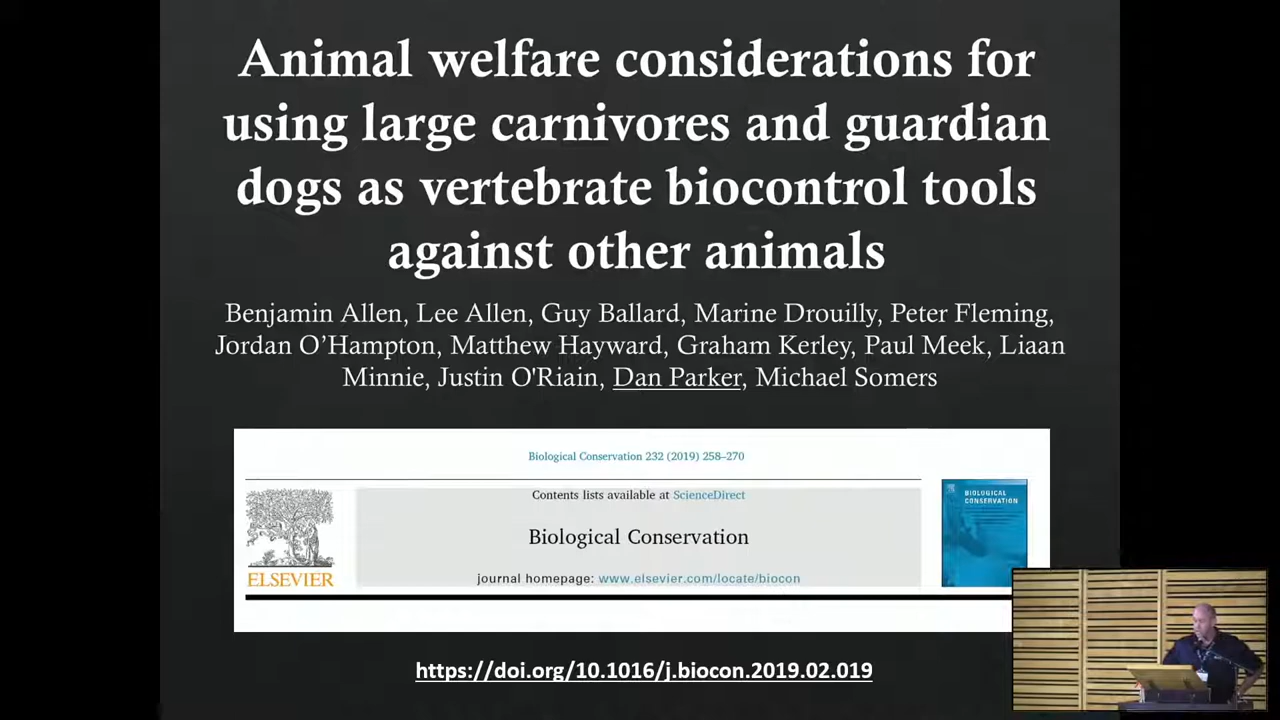 Animal welfare considerations for
using large carnivores and guardian
dogs as vertebrate biocontrol tools
against other animals
Benjamin Allen, Lee Allen, Guy Ballard, Marine Drouilly, Peter Fleming,
Jordan O’Hampton, Matthew Hayward, Graham Kerley, Paul Meek, Liaan
Minnie, Justin O'Riain, Dan Parker, Michael Somers
Biological Conservation 232 (2019) 258–270
Contents lists available at ScienceDirect
Biological Conservation
journal homepage: www.elsevier.com/locate/biocon
ELSEVIER
BIOLOGICAL
CONSERVATION
https://doi.org/10.1016/j.biocon.2019.02.019